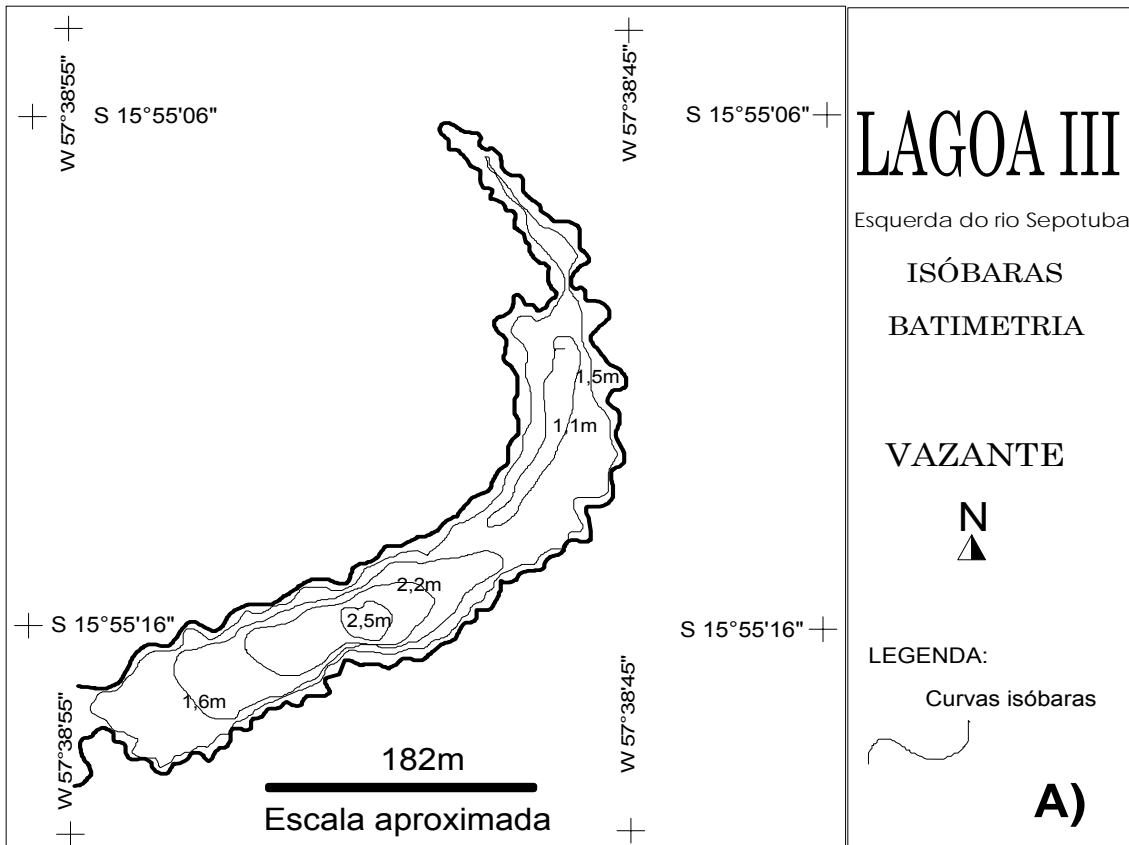 W 57°38'55"
W 57°38'45"
S 15°55'06"
S 15°55'06"
1,5m
1,1m
2,2m
2,5m
1,6m
S 15°55'16"
S 15°55'16"
W 57°38'55"
W 57°38'45"
182m
Escala aproximada
LAGOA III
Esquerda do rio Sepotuba
ISÓBARAS
BATIMETRIA
VAZANTE
N
LEGENDA:
Curvas isóbaras
A)